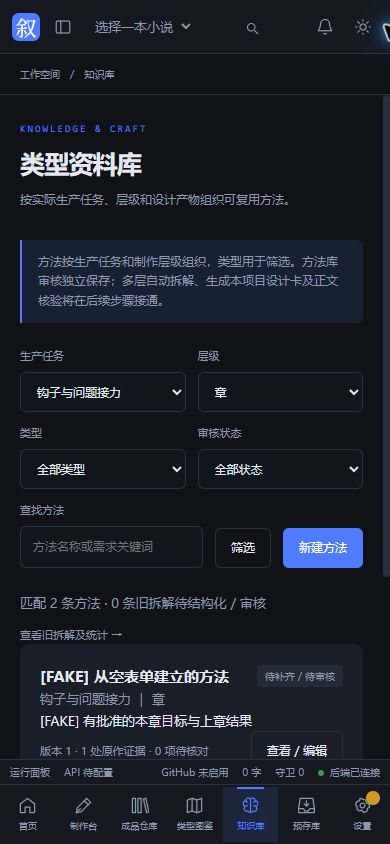 叙 选择一本小说
工作空间 / 知识库
KNOWLEDGE & CRAFT
类型资料库
按实际生产任务、层级和设计产物组织可复用方法。
方法按生产任务和制作层级组织，类型用于筛选。方法库
审核独立保存；多层自动拆解、生成本项目设计卡及正文
核验将在后续步骤接通。
生产任务 层级
钩子与问题接力 章
类型 审核状态
全部类型 全部状态
查找方法
方法名称或需求关键词 筛选 新建方法
匹配 2 条方法 · 0 条旧拆解待结构化 / 审核
查看旧拆解及统计 →
[FAKE] 从空表单建立的方法 待补齐 / 待审核
钩子与问题接力 | 章
[FAKE] 有批准的本章目标与上章结果
版本 1 · 1 处原作证据 · 0 项待核对 查看 / 编辑
运行面板 API 待配置 GitHub 未启用 0 字 守卫 0 后端已连接
首页 制作台 成品仓库 类型图鉴 知识库 预存库 设置